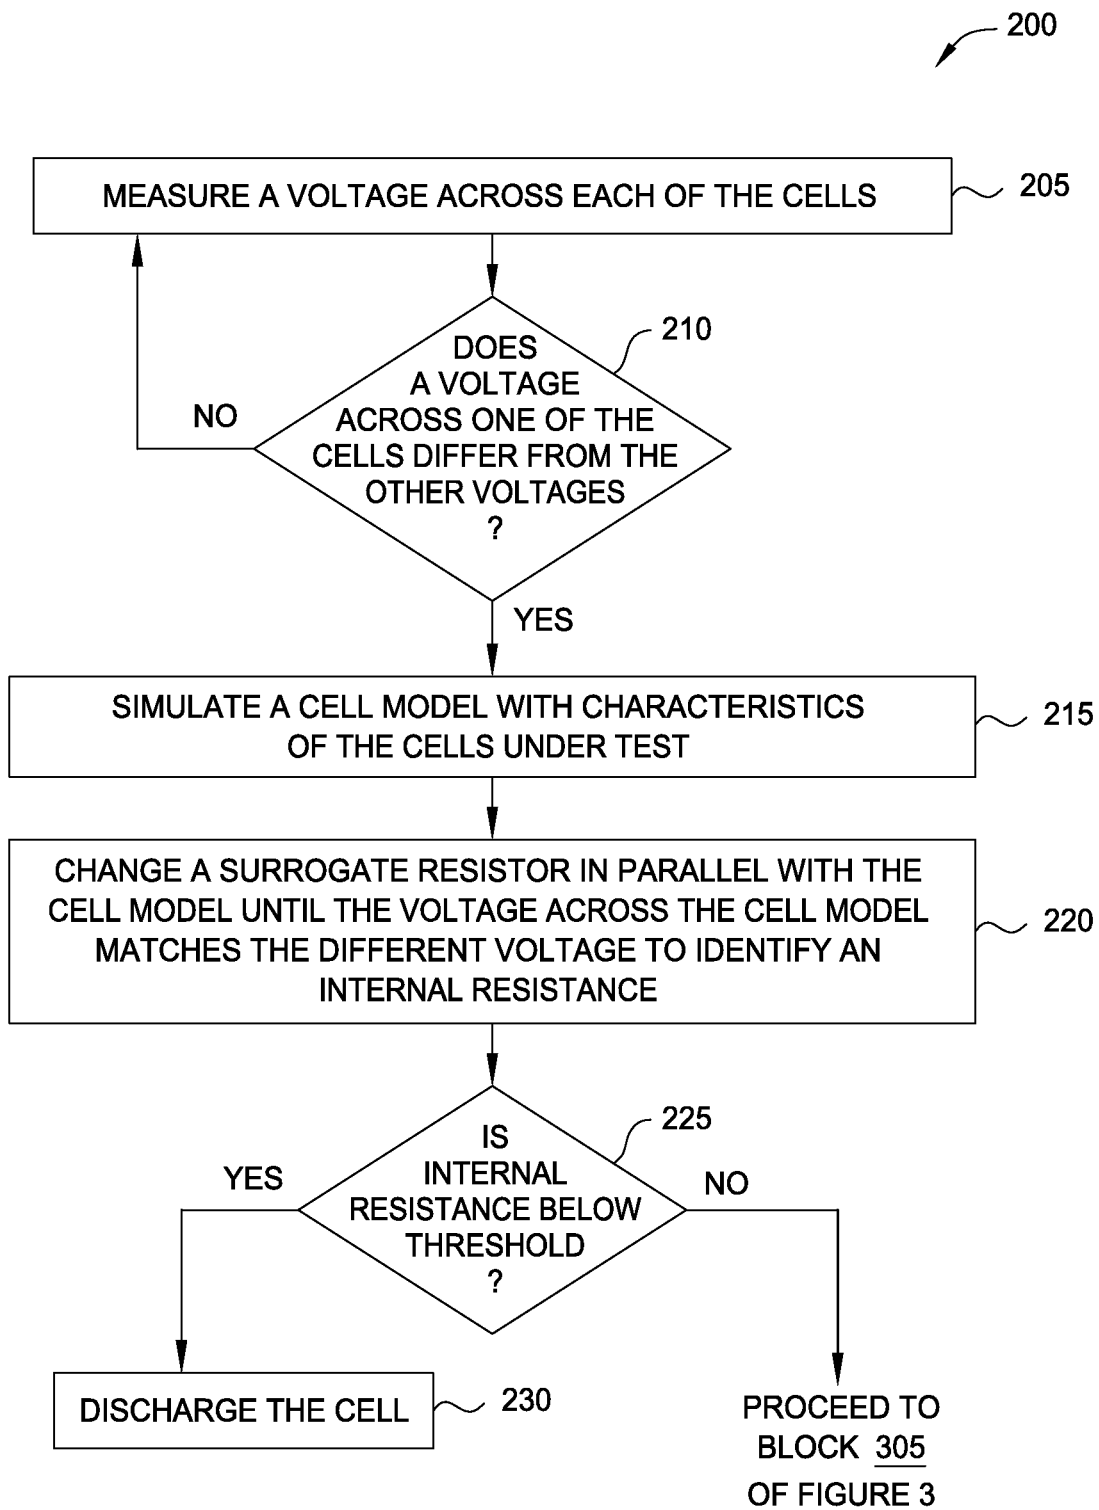 200
MEASURE A VOLTAGE ACROSS EACH OF THE CELLS
205
210
DOES
A VOLTAGE
ACROSS ONE OF THE
CELLS DIFFER FROM THE
OTHER VOLTAGES
?
NO
YES
SIMULATE A CELL MODEL WITH CHARACTERISTICS
OF THE CELLS UNDER TEST
215
CHANGE A SURROGATE RESISTOR IN PARALLEL WITH THE
CELL MODEL UNTIL THE VOLTAGE ACROSS THE CELL MODEL
MATCHES THE DIFFERENT VOLTAGE TO IDENTIFY AN
INTERNAL RESISTANCE
220
225
IS
INTERNAL
RESISTANCE BELOW
THRESHOLD
?
YES
NO
DISCHARGE THE CELL
230
PROCEED TO
BLOCK 305
OF FIGURE 3